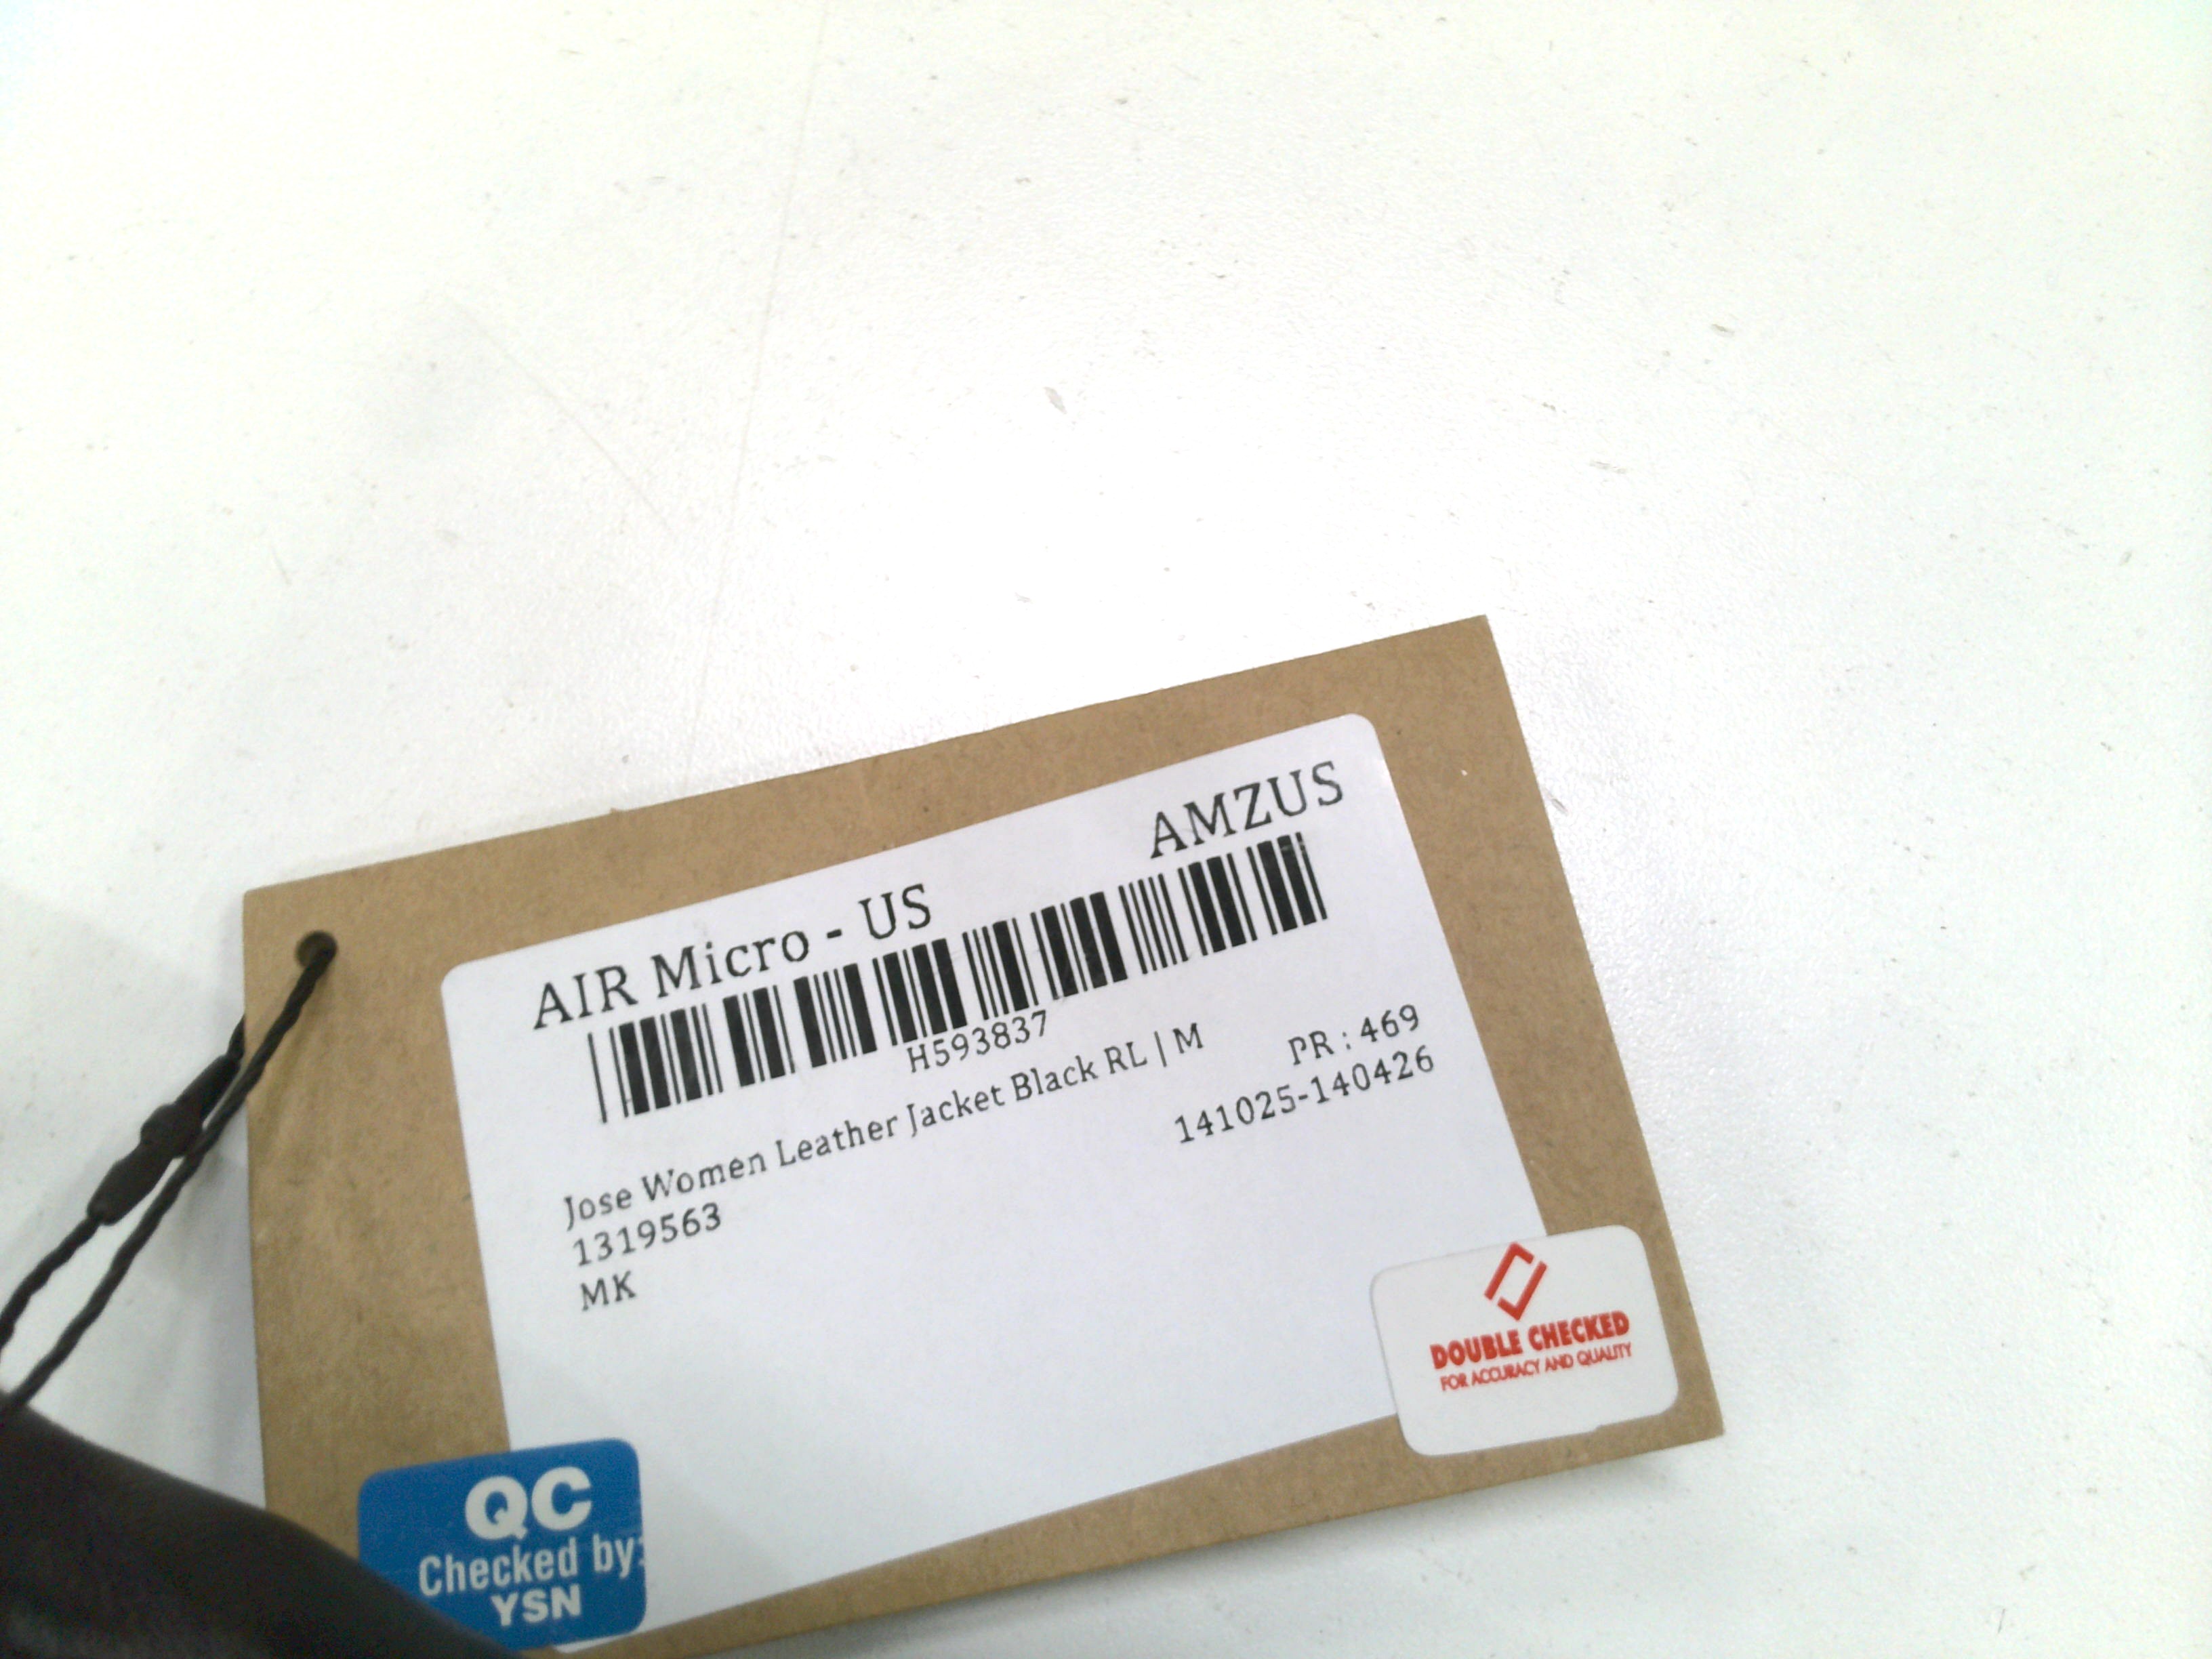 AIR Micro - US AMZUS
H593837
Jose Women Leather Jacket Black RL | M
1319563 PR : 469
MK 141025-140426
DOUBLE CHECKED
FOR ACCURACY AND QUALITY
QC
Checked by:
YSN